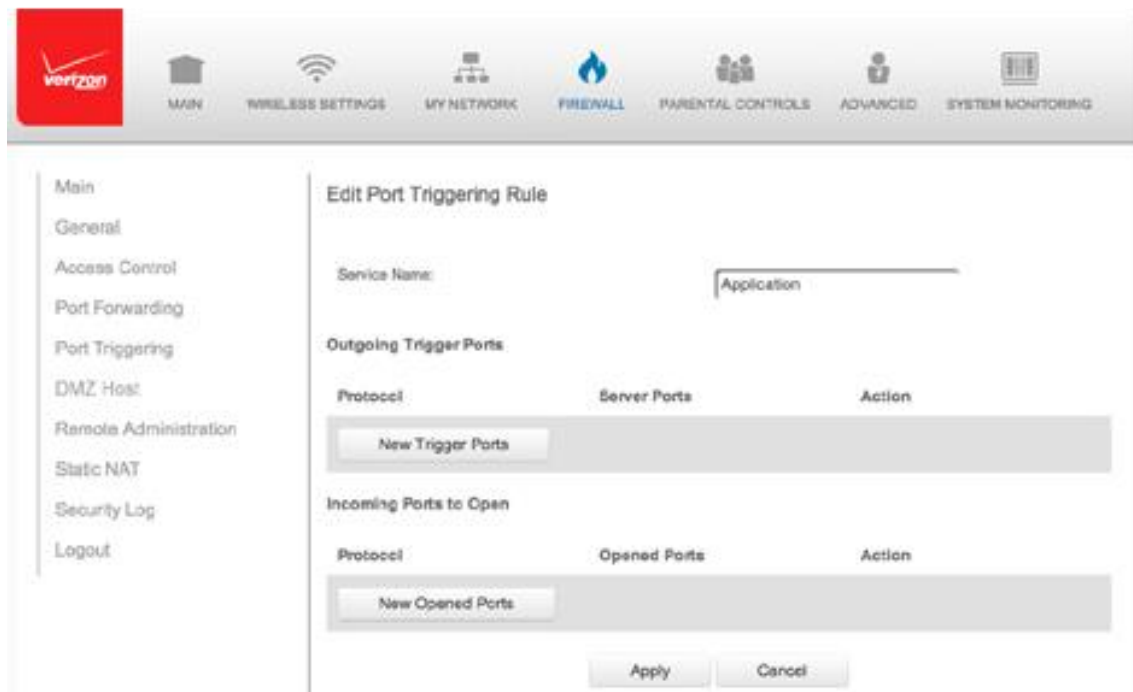 verizon
MAIN
WIRELESS SETTINGS
MY NETWORK
FIREWALL
PARENTAL CONTROLS
ADVANCED
SYSTEM MONITORING
Main
General
Access Control
Port Forwarding
Port Triggering
DMZ Host
Remote Administration
Static NAT
Security Log
Logout
Edit Port Triggering Rule
Service Name: Application
Outgoing Trigger Ports
Protocol Server Ports Action
New Trigger Ports
Incoming Ports to Open
Protocol Opened Ports Action
New Opened Ports
Apply Cancel